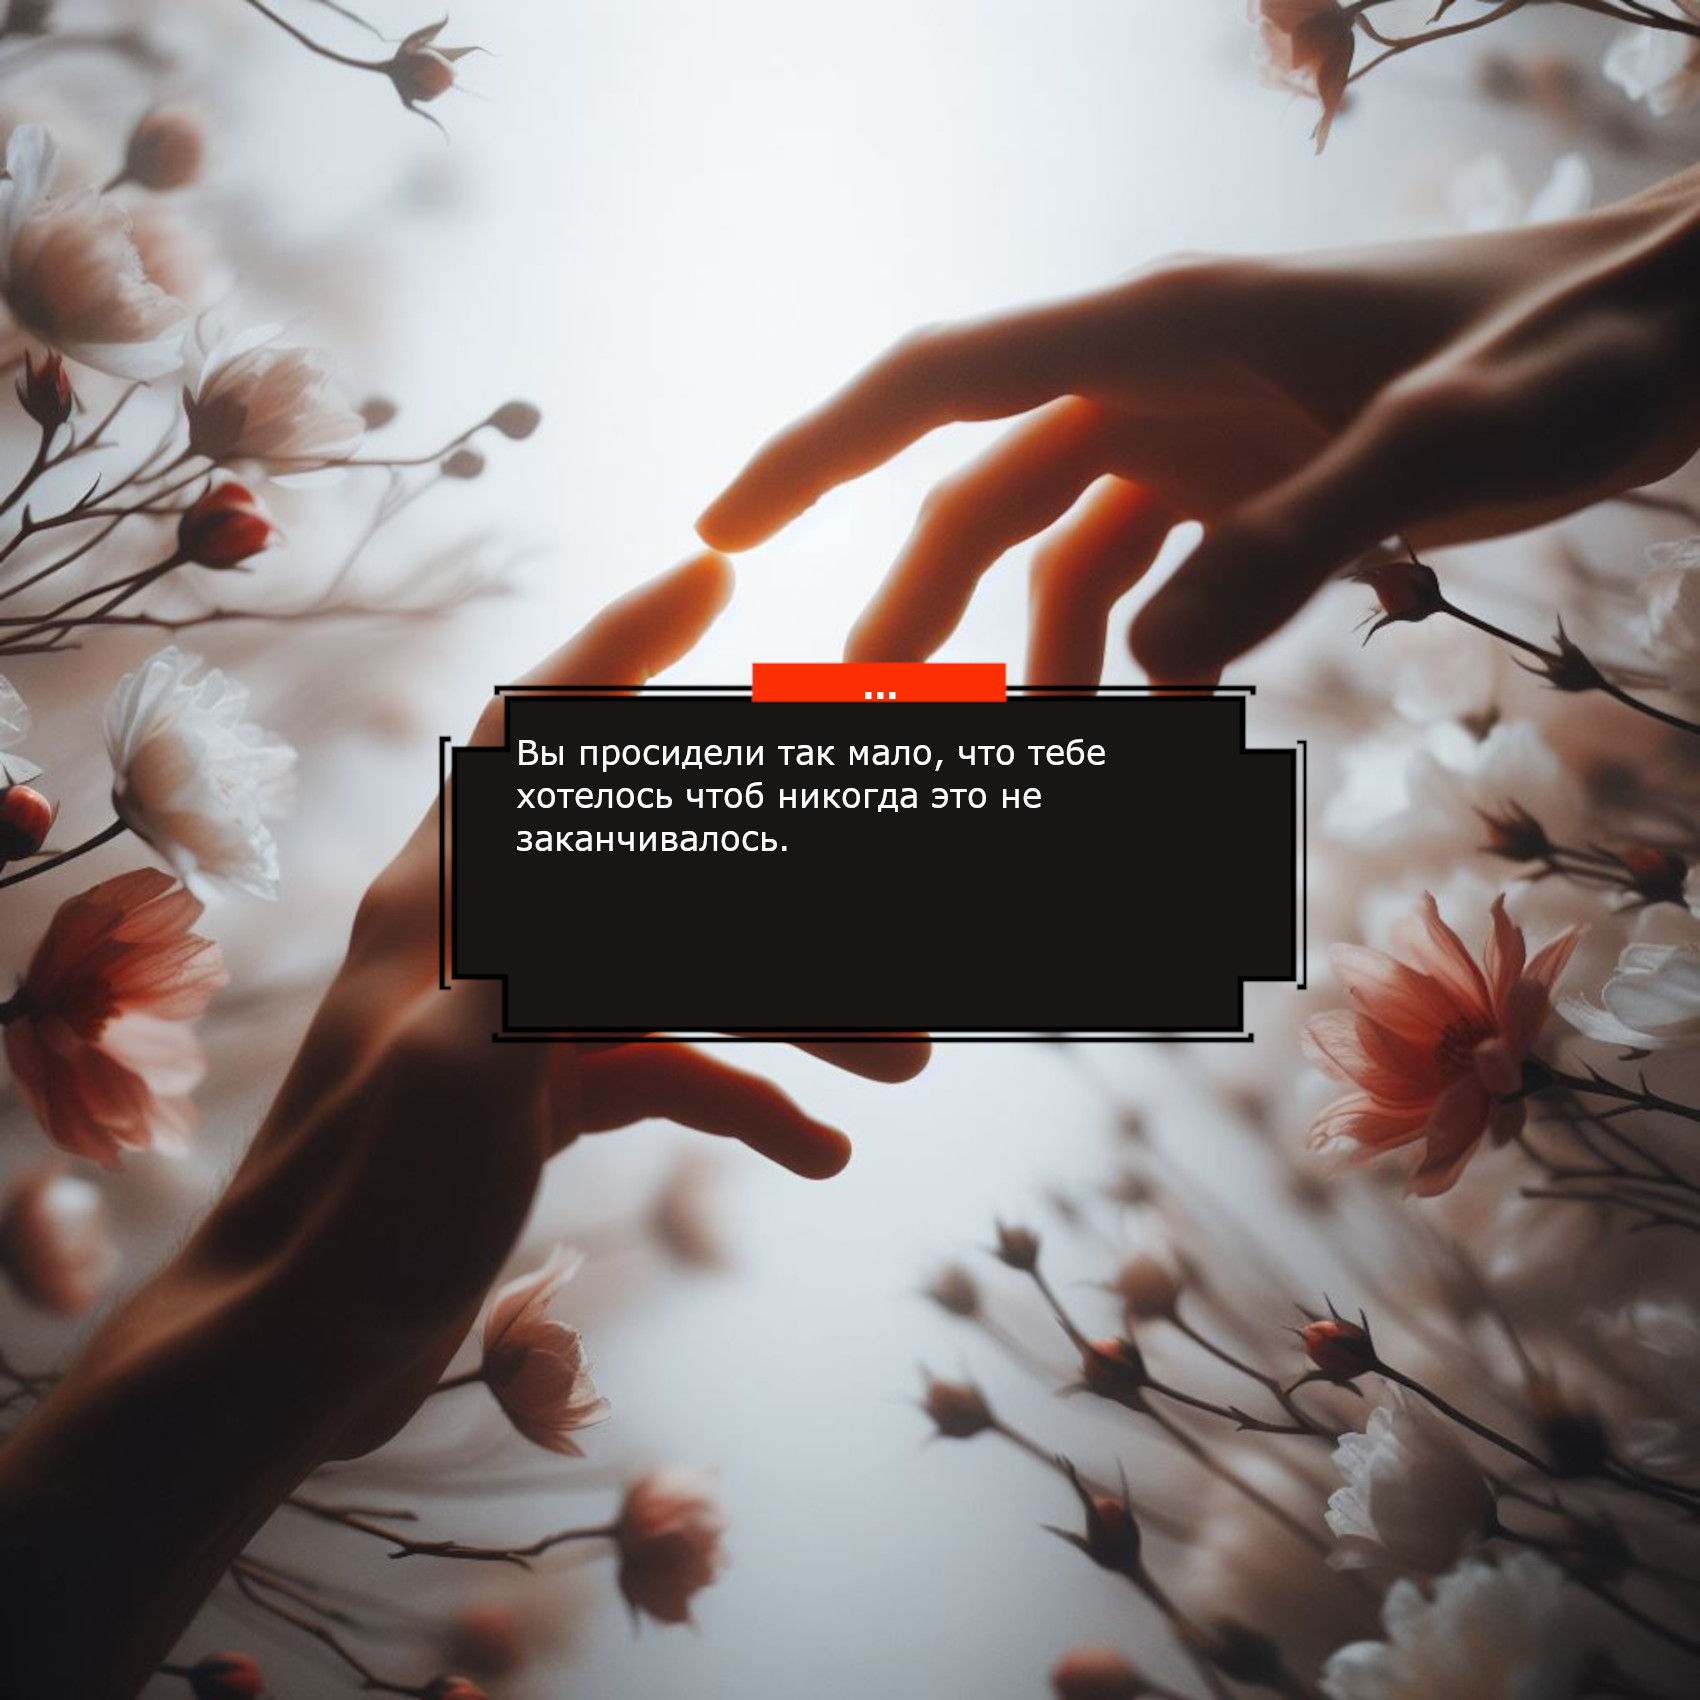 ...
Вы просидели так мало, что тебе
хотелось чтоб никогда это не
заканчивалось.